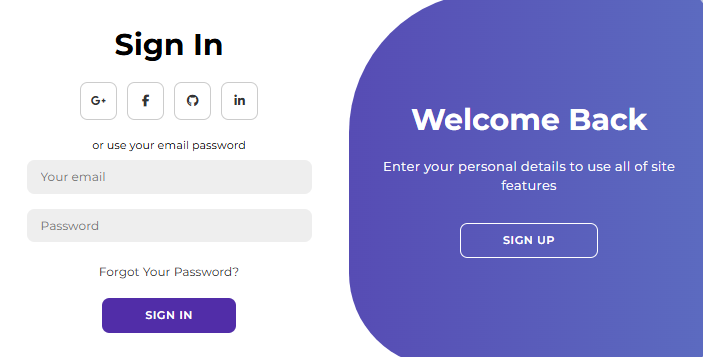 Sign In
G+ f in
or use your email password
Your email
Password
Forgot Your Password?
SIGN IN
Welcome Back
Enter your personal details to use all of site
features
SIGN UP